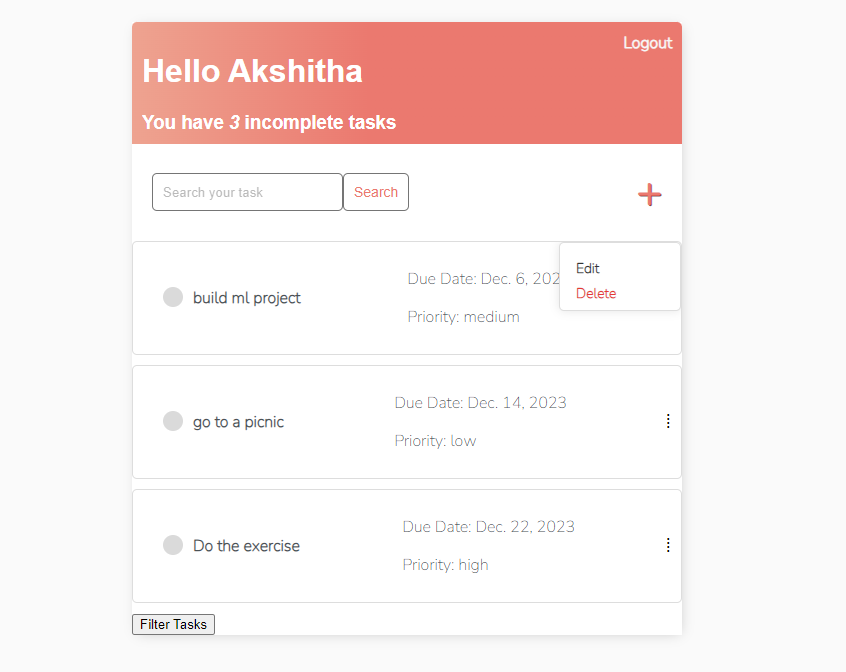 Logout
Hello Akshitha
You have 3 incomplete tasks
Search your task
Search
build ml project
Due Date: Dec. 6, 202
Priority: medium
Edit
Delete
go to a picnic
Due Date: Dec. 14, 2023
Priority: low
Do the exercise
Due Date: Dec. 22, 2023
Priority: high
Filter Tasks